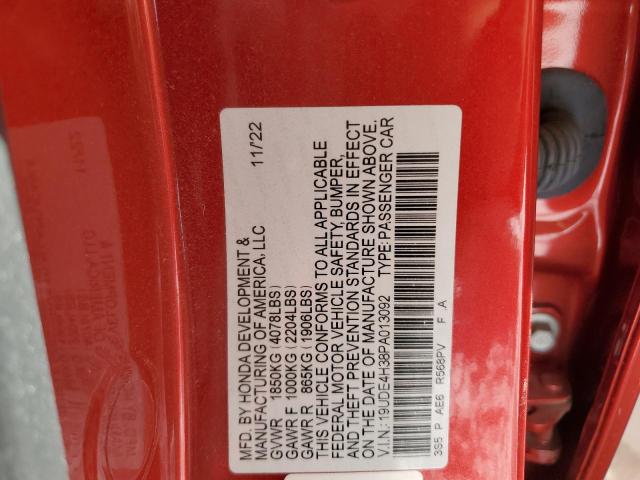 MFD. BY HONDA DEVELOPMENT &
MANUFACTURING OF AMERICA, LLC 11/22
GVWR 1850KG (4078LBS)
GAWR F 1000KG (2204LBS)
GAWR R 865KG (1906LBS)
THIS VEHICLE CONFORMS TO ALL APPLICABLE
FEDERAL MOTOR VEHICLE SAFETY, BUMPER,
AND THEFT PREVENTION STANDARDS IN EFFECT
ON THE DATE OF MANUFACTURE SHOWN ABOVE.
V.I.N.: 19UDE4H38PA013092 TYPE: PASSENGER CAR
3S5 P AE6 R568PV F A